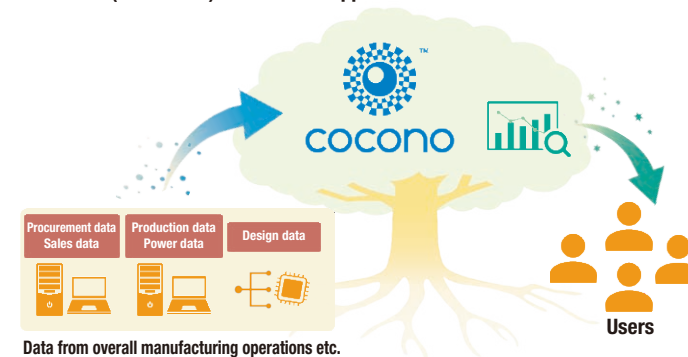 TM
cocono
Procurement data
Sales data
Production data
Power data
Design data
Users
Data from overall manufacturing operations etc.